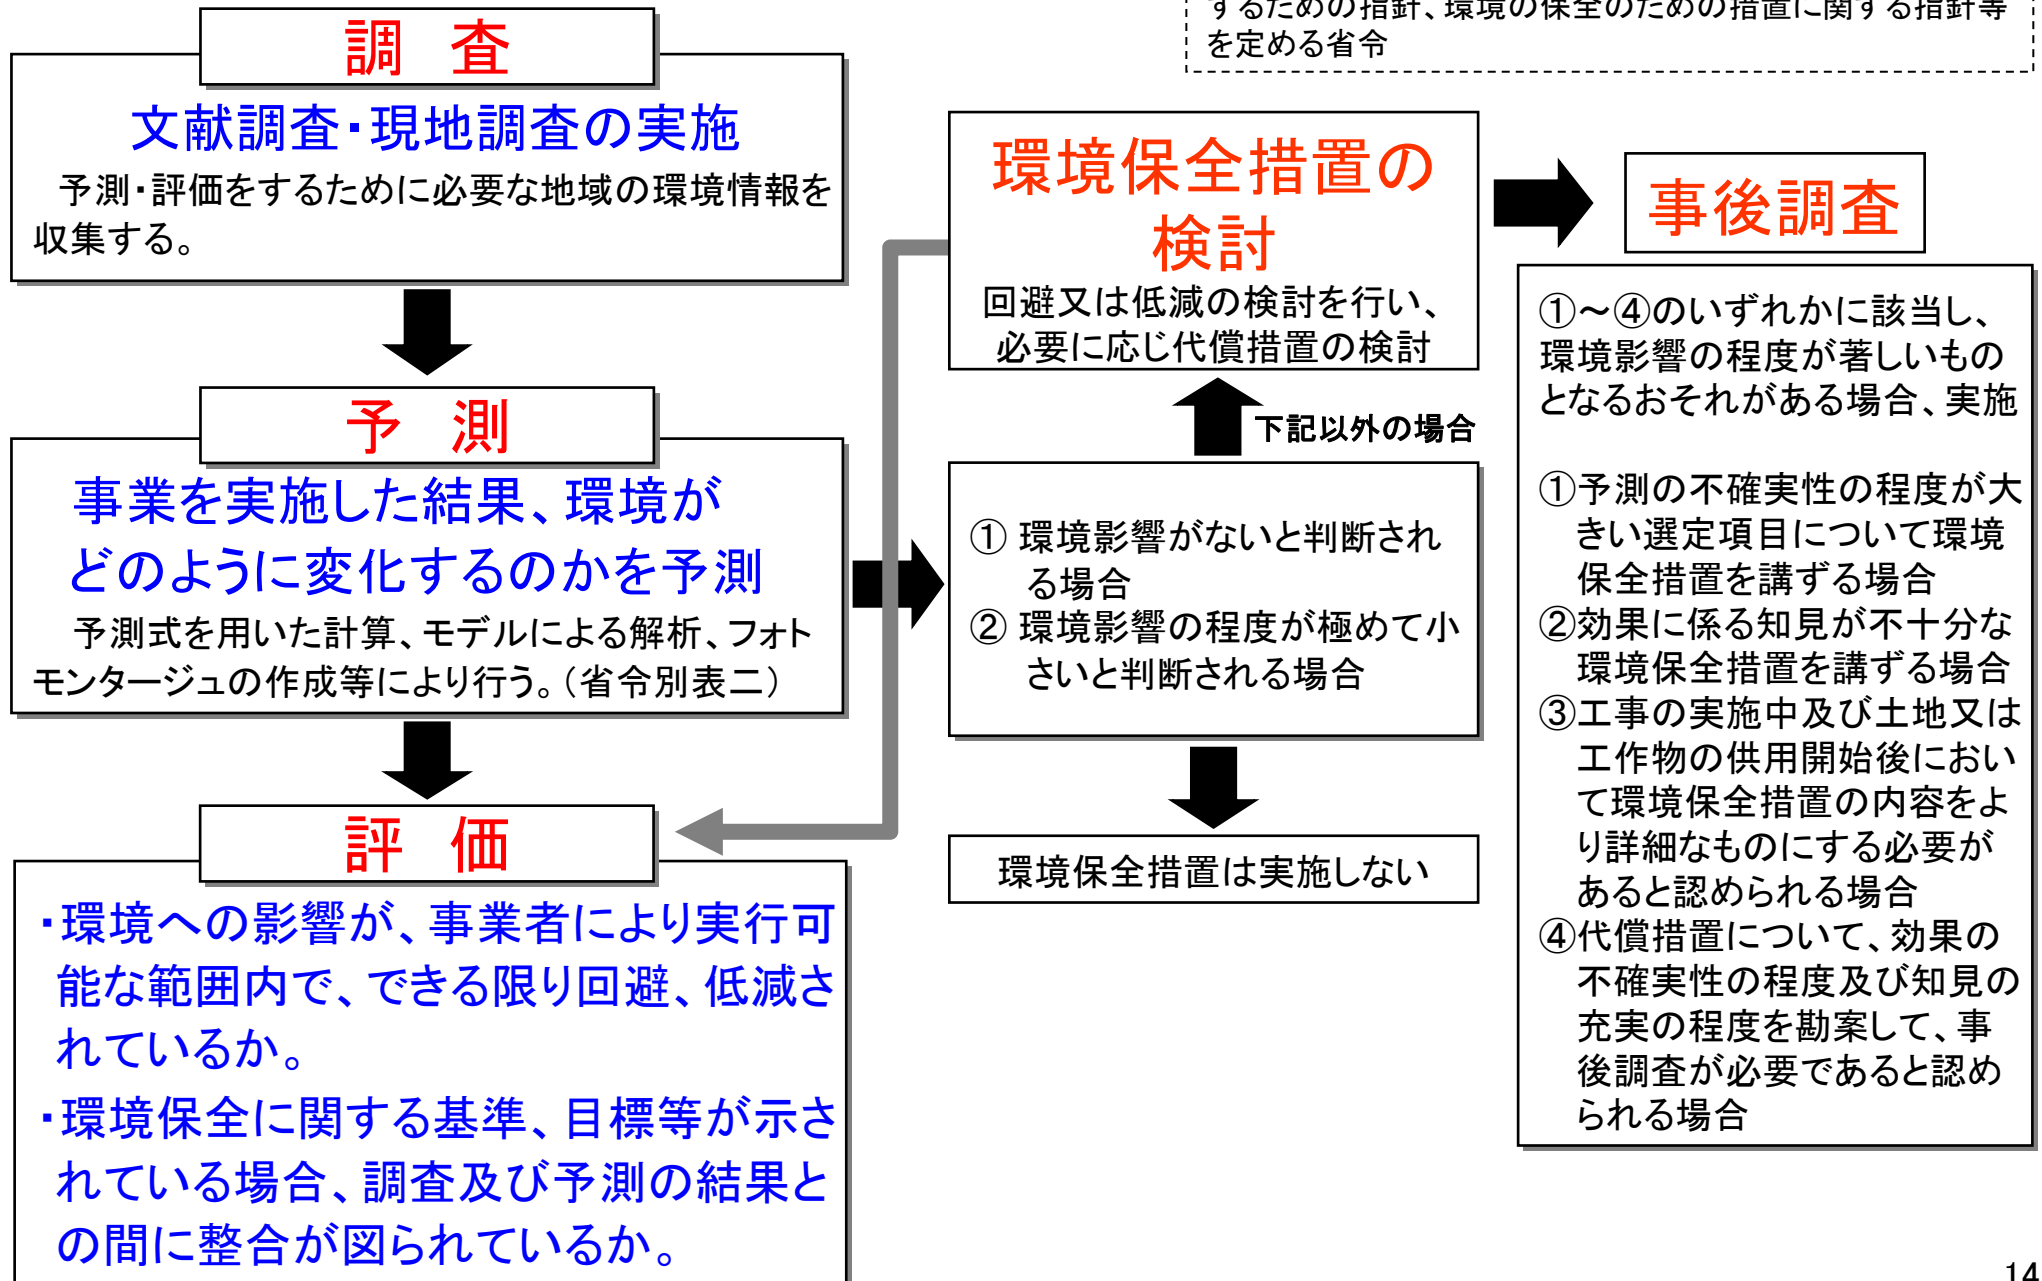 するための指針、環境の保全のための措置に関する指針等
を定める省令
調 査
文献調査・現地調査の実施
予測・評価をするために必要な地域の環境情報を
収集する。
予 測
事業を実施した結果、環境が
どのように変化するのかを予測
予測式を用いた計算、モデルによる解析、フォト
モンタージュの作成等により行う。（省令別表二）
評 価
・環境への影響が、事業者により実行可
能な範囲内で、できる限り回避、低減さ
れているか。
・環境保全に関する基準、目標等が示さ
れている場合、調査及び予測の結果と
の間に整合が図られているか。
環境保全措置の
検討
回避又は低減の検討を行い、
必要に応じ代償措置の検討
下記以外の場合
① 環境影響がないと判断され
る場合
② 環境影響の程度が極めて小
さいと判断される場合
環境保全措置は実施しない
事後調査
①～④のいずれかに該当し、
環境影響の程度が著しいもの
となるおそれがある場合、実施
①予測の不確実性の程度が大
きい選定項目について環境
保全措置を講ずる場合
②効果に係る知見が不十分な
環境保全措置を講ずる場合
③工事の実施中及び土地又は
工作物の供用開始後におい
て環境保全措置の内容をよ
り詳細なものにする必要が
あると認められる場合
④代償措置について、効果の
不確実性の程度及び知見の
充実の程度を勘案して、事
後調査が必要であると認め
られる場合
14